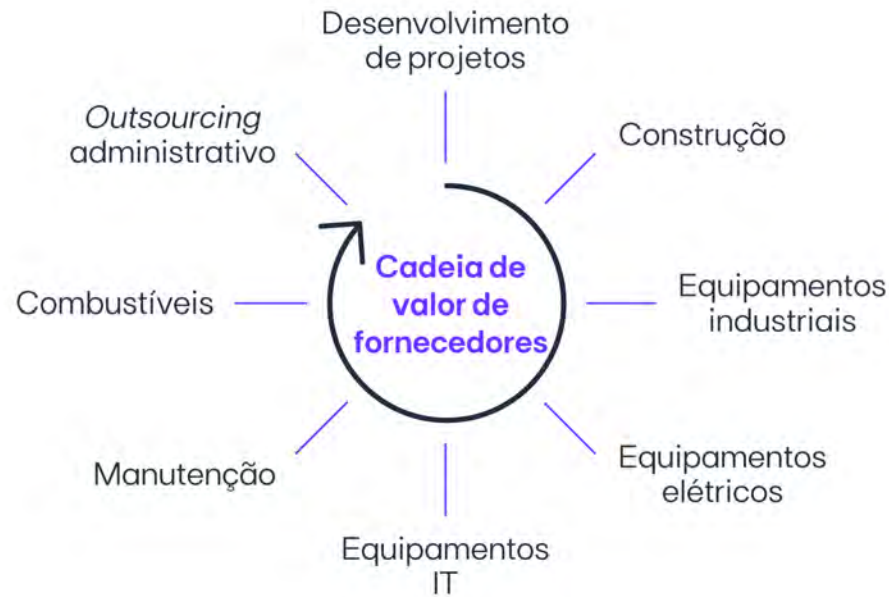 Desenvolvimento
de projetos
Outsourcing
administrativo
Construção
Cadeia de
valor de
fornecedores
Combustíveis
Equipamentos
industriais
Manutenção
Equipamentos
elétricos
Equipamentos
IT